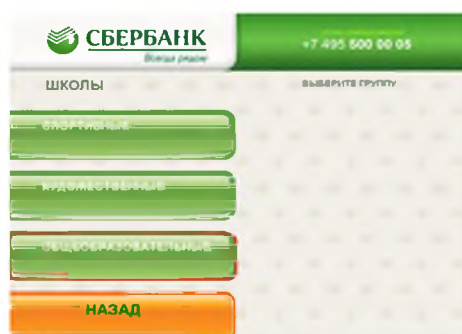 СБЕРБАНК
Всегда рядом
+7 495 500 00 05
ШКОЛЫ
ВЫБЕРИТЕ ГРУППУ
СПОРТИВНЫЕ
ХУДОЖЕСТВЕННЫЕ
ОБЩЕОБРАЗОВАТЕЛЬНЫЕ
НАЗАД